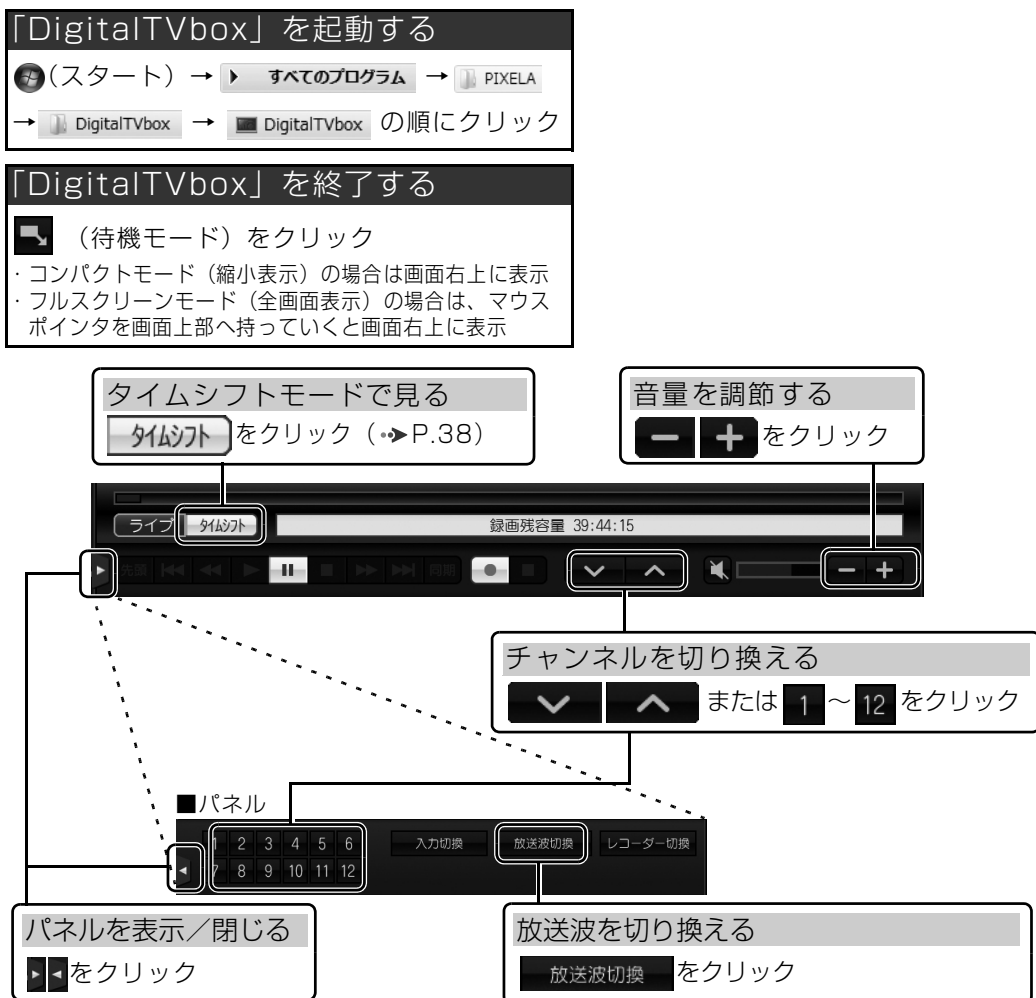 「DigitalTVbox」を起動する
(スタート) → すべてのプログラム → PIXELA
→ DigitalTVbox → DigitalTVbox の順にクリック
「DigitalTVbox」を終了する
(待機モード)をクリック
・コンパクトモード(縮小表示)の場合は画面右上に表示
・フルスクリーンモード(全画面表示)の場合は、マウス
ポインタを画面上部へ持っていくと画面右上に表示
タイムシフトモードで見る
タイムシフト をクリック(P.38)
音量を調節する
− + をクリック
ライブ タイムシフト 録画残容量 39:44:15
先頭 同期
チャンネルを切り換える
または 1 〜 12 をクリック
■パネル
1 2 3 4 5 6 入力切換 放送波切換 レコーダー切換
7 8 9 10 11 12
パネルを表示/閉じる
をクリック
放送波を切り換える
放送波切換 をクリック